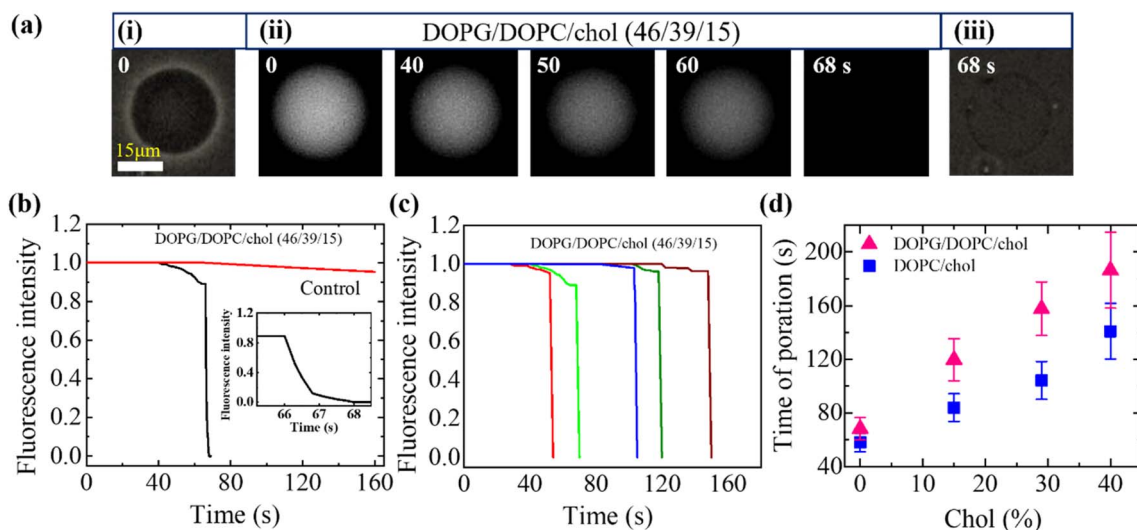 (a)
(i)
(ii)
DOPG/DOPC/chol (46/39/15)
(iii)
0
0
40
50
60
68 s
68 s
15μm
(b)
1.2
1.0
0.8
0.6
0.4
0.2
0.0
DOPG/DOPC/chol (46/39/15)
Control
Fluorescence intensity
1.2
0.8
0.4
0.0
66 67 68
Time (s)
Fluorescence intensity
0 40 80 120 160
Time (s)
(c)
1.2
1.0
0.8
0.6
0.4
0.2
0.0
DOPG/DOPC/chol (46/39/15)
Fluorescence intensity
0 40 80 120 160
Time (s)
(d)
200
160
120
80
40
DOPG/DOPC/chol
DOPC/chol
Time of poration (s)
0 10 20 30 40
Chol (%)